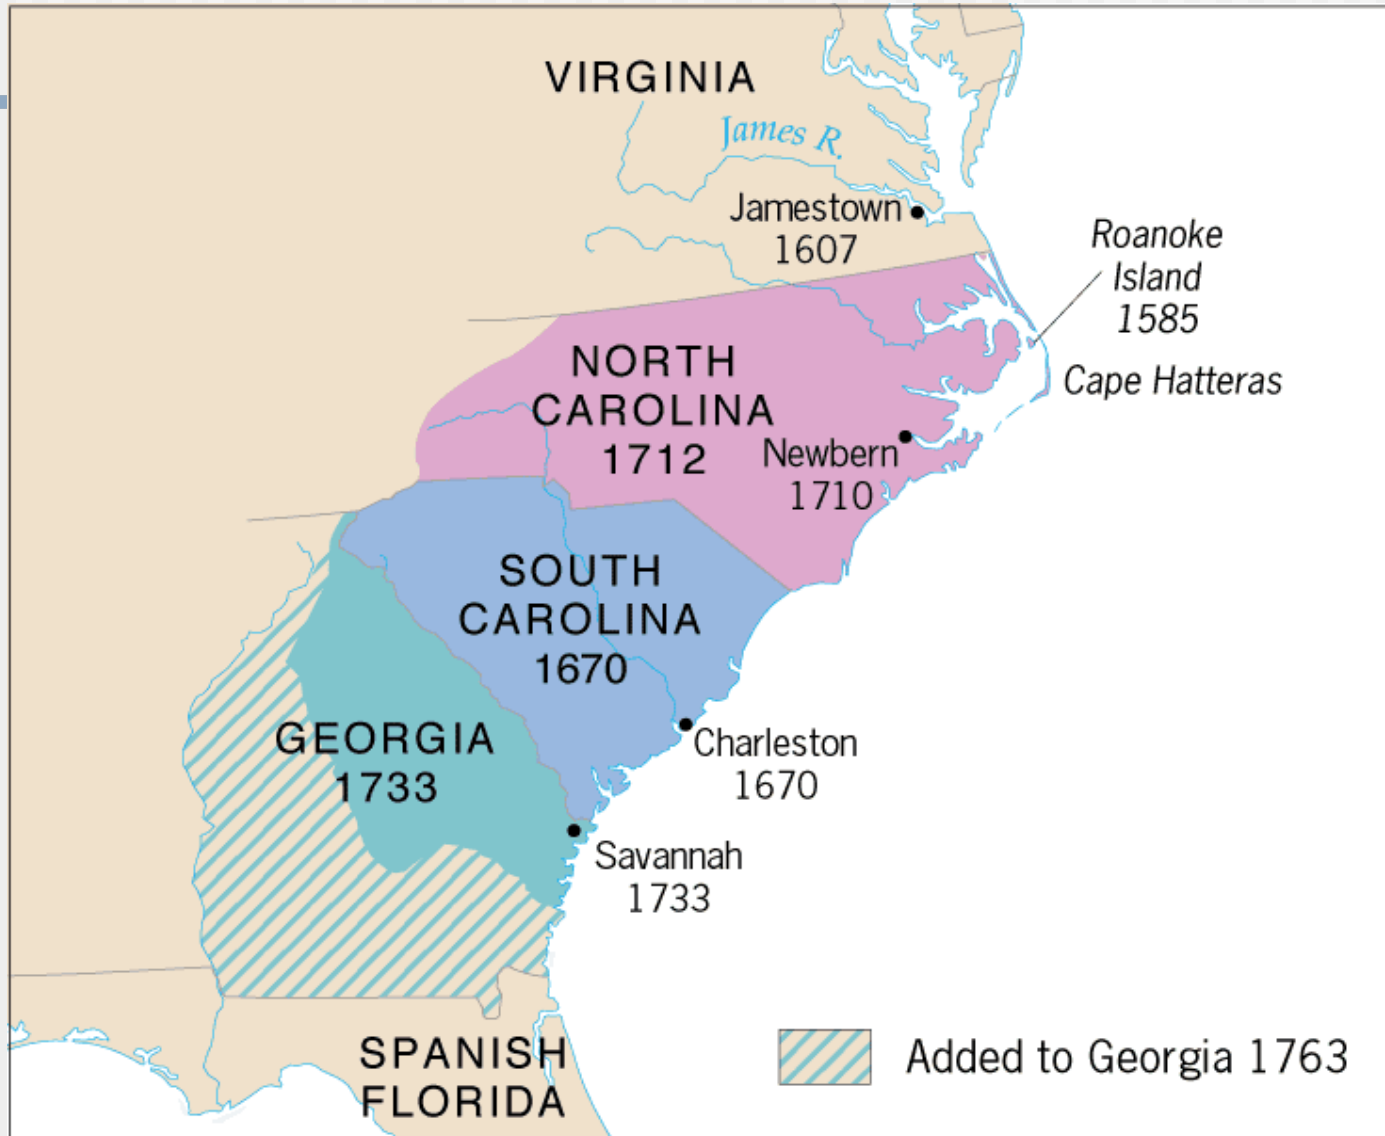 VIRGINIA
James R.
Jamestown
1607
Roanoke
Island
1585
NORTH
CAROLINA
1712
Cape Hatteras
Newbern
1710
SOUTH
CAROLINA
1670
GEORGIA
1733
Charleston
1670
Savannah
1733
SPANISH
FLORIDA
Added to Georgia 1763